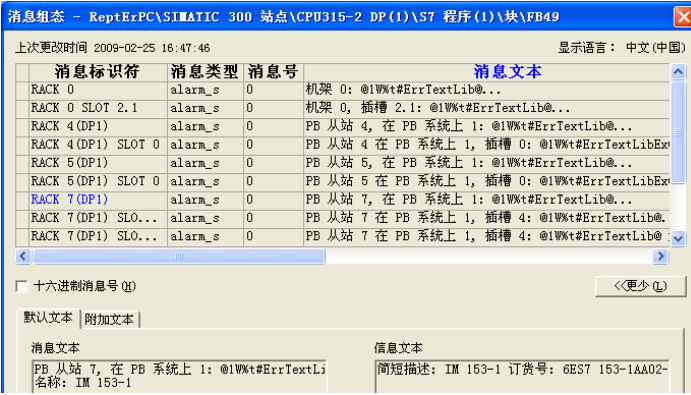 消息组态 - ReptErPC\SIMATIC 300 站点\CPU315-2 DP(1)\S7 程序(1)\块\FB49
上次更改时间 2009-02-25 16:47:46 显示语言: 中文(中国)
消息标识符 消息类型 消息号 消息文本
RACK 0 alarm_s 0 机架 0: @1W%t#ErrTextLib@...
RACK 0 SLOT 2.1 alarm_s 0 机架 0, 插槽 2.1: @1W%t#ErrTextLib@...
RACK 4(DP1) alarm_s 0 PB 从站 4, 在 PB 系统上 1: @1W%t#ErrTextLib@...
RACK 4(DP1) SLOT 0 alarm_s 0 PB 从站 4 在 PB 系统上 1, 插槽 0: @1W%t#ErrTextLibEx
RACK 5(DP1) alarm_s 0 PB 从站 5, 在 PB 系统上 1: @1W%t#ErrTextLib@...
RACK 5(DP1) SLOT 0 alarm_s 0 PB 从站 5 在 PB 系统上 1, 插槽 0: @1W%t#ErrTextLibEx
RACK 7(DP1) alarm_s 0 PB 从站 7, 在 PB 系统上 1: @1W%t#ErrTextLib@...
RACK 7(DP1) SLO... alarm_s 0 PB 从站 7 在 PB 系统上 1, 插槽 4: @1W%t#ErrTextLib@.
RACK 7(DP1) SLO... alarm_s 0 PB 从站 7 在 PB 系统上 1, 插槽 4: @1W%t#ErrTextLib@
十六进制消息号(H) <<更少(L)
默认文本 附加文本
消息文本 信息文本
PB 从站 7, 在 PB 系统上 1: @1W%t#ErrTextLi 简短描述: IM 153-1 订货号: 6ES7 153-1AA02-
名称: IM 153-1